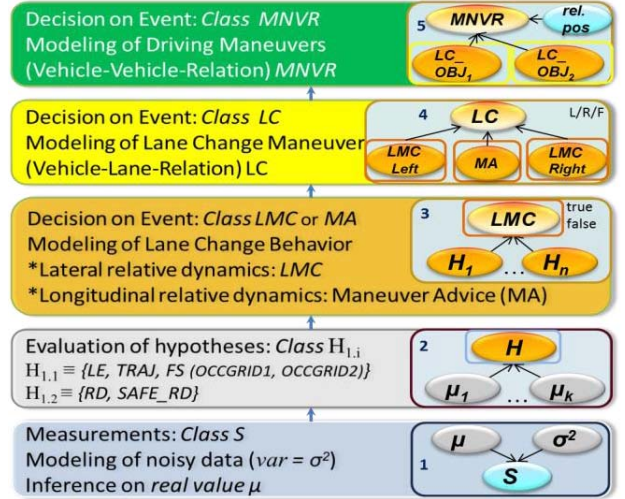 Decision on Event: Class MNVR
Modeling of Driving Maneuvers
(Vehicle-Vehicle-Relation) MNVR
5
MNVR
rel.
pos
LC_
OBJ1
LC_
OBJ2
Decision on Event: Class LC
Modeling of Lane Change Maneuver
(Vehicle-Lane-Relation) LC
4
LC
L/R/F
LMC
Left
MA
LMC
Right
Decision on Event: Class LMC or MA
Modeling of Lane Change Behavior
*Lateral relative dynamics: LMC
*Longitudinal relative dynamics: Maneuver Advice (MA)
3
LMC
true
false
H1 ... Hn
Evaluation of hypotheses: Class H1.i
H1.1 ≡ {LE, TRAJ, FS (OCCGRID1, OCCGRID2)}
H1.2 ≡ {RD, SAFE_RD}
2
H
μ1 ... μk
Measurements: Class S
Modeling of noisy data (var = σ²)
Inference on real value μ
1
μ
σ²
S